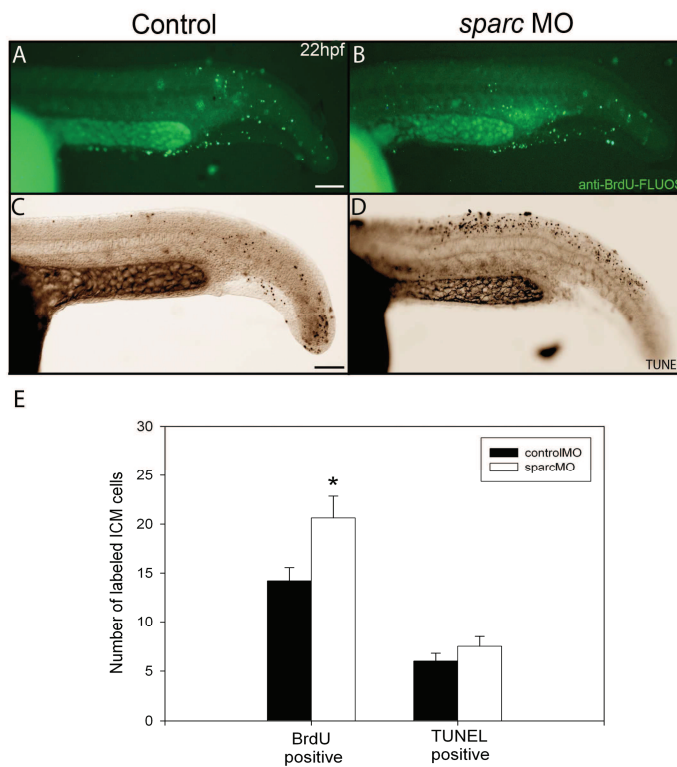 Control
sparc MO
A
22hpf
B
anti-BrdU-FLUOS
C
D
TUNE
E
30
25
20
15
10
5
0
Number of labeled ICM cells
controlMO
sparcMO
*
BrdU
positive
TUNEL
positive